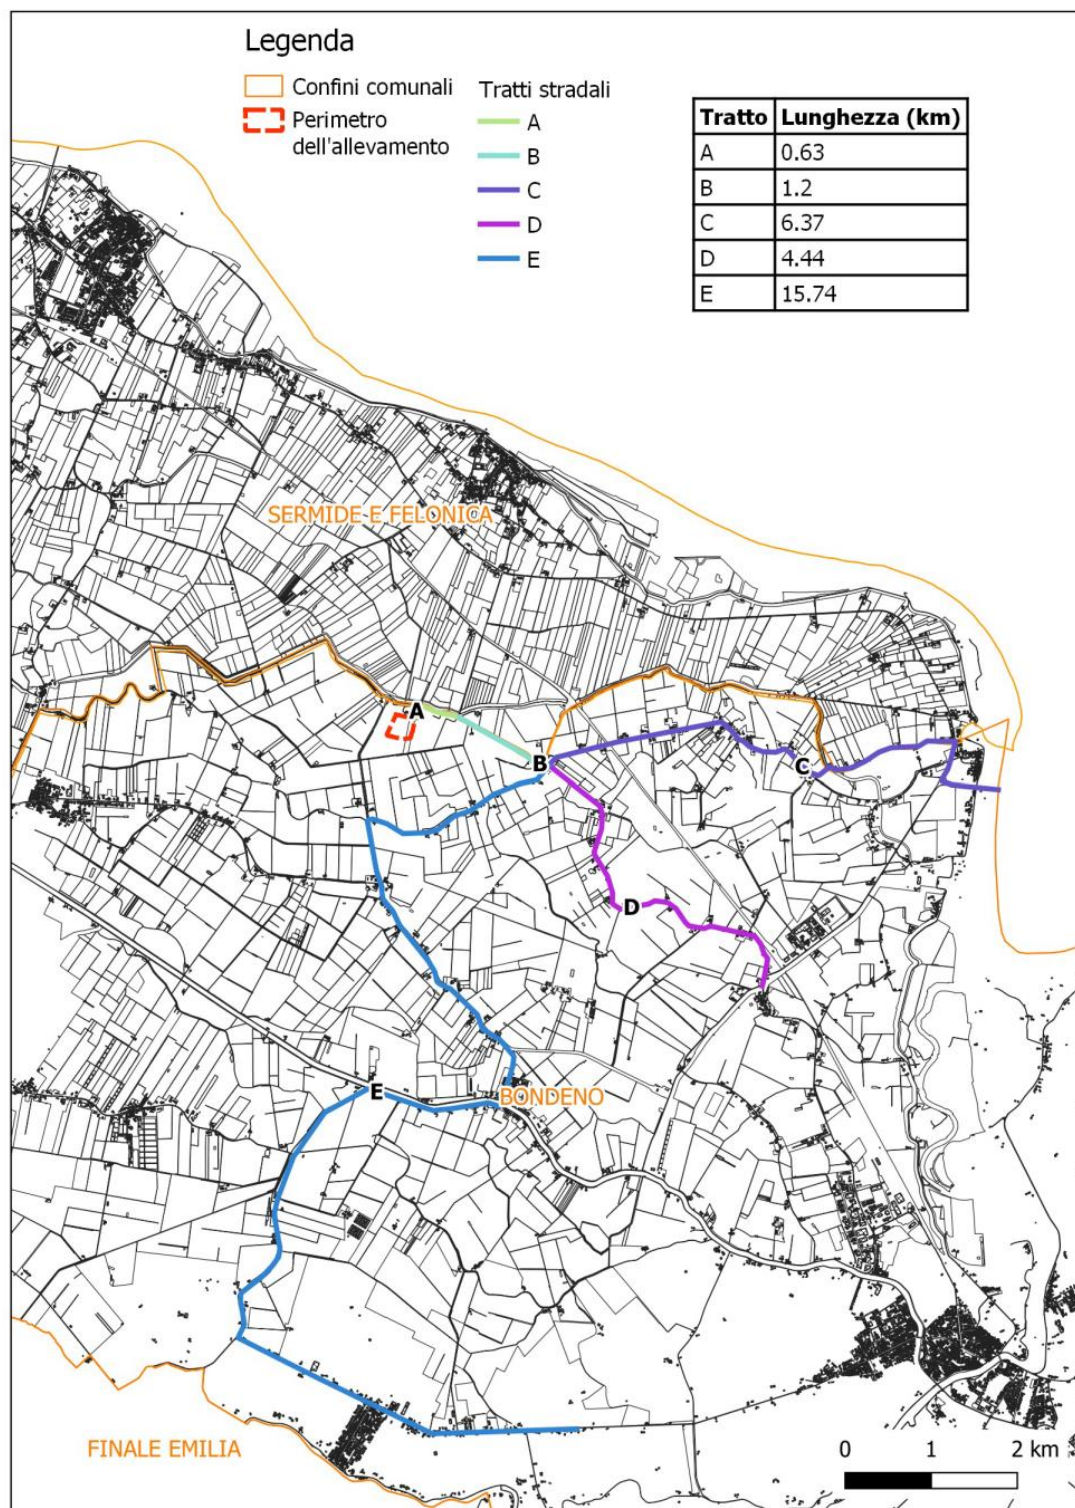 Legenda
Confini comunali
Perimetro
dell'allevamento
Tratti stradali
A
B
C
D
E
Tratto Lunghezza (km)
A 0.63
B 1.2
C 6.37
D 4.44
E 15.74
SERMIDE E FELONICA
A
B
C
D
E
BONDENO
FINALE EMILIA
0 1 2 km